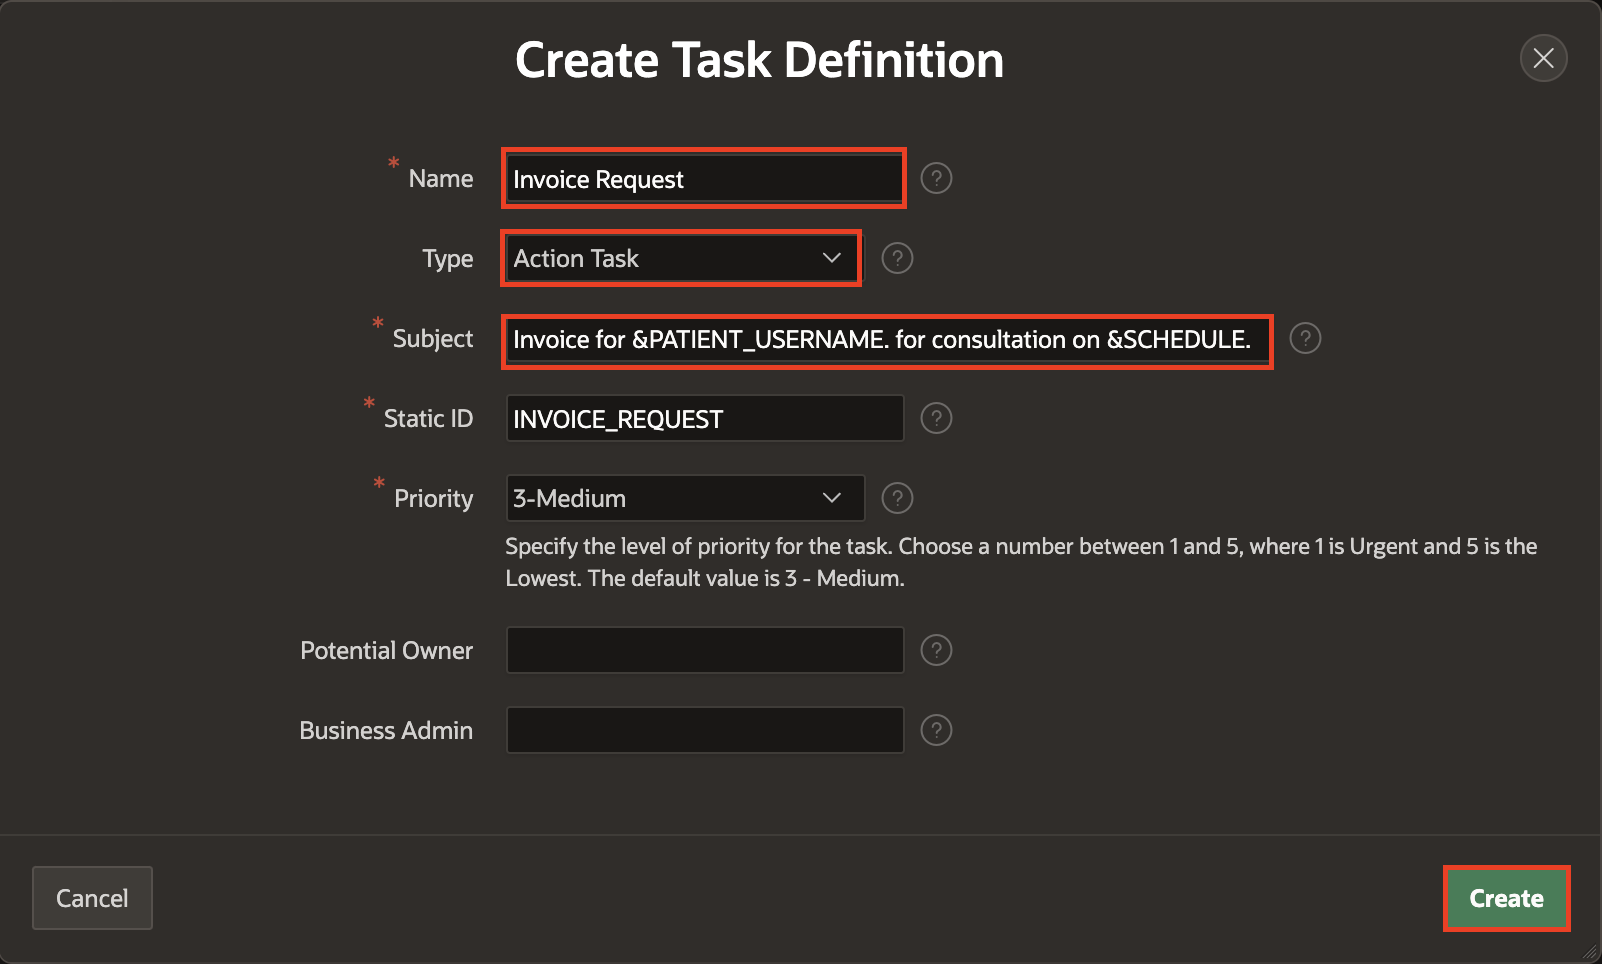 Create Task Definition
* Name
Invoice Request
?
Type
Action Task
?
* Subject
Invoice for &PATIENT_USERNAME. for consultation on &SCHEDULE.
?
* Static ID
INVOICE_REQUEST
?
* Priority
3-Medium
?
Specify the level of priority for the task. Choose a number between 1 and 5, where 1 is Urgent and 5 is the
Lowest. The default value is 3 - Medium.
Potential Owner
?
Business Admin
?
Cancel
Create